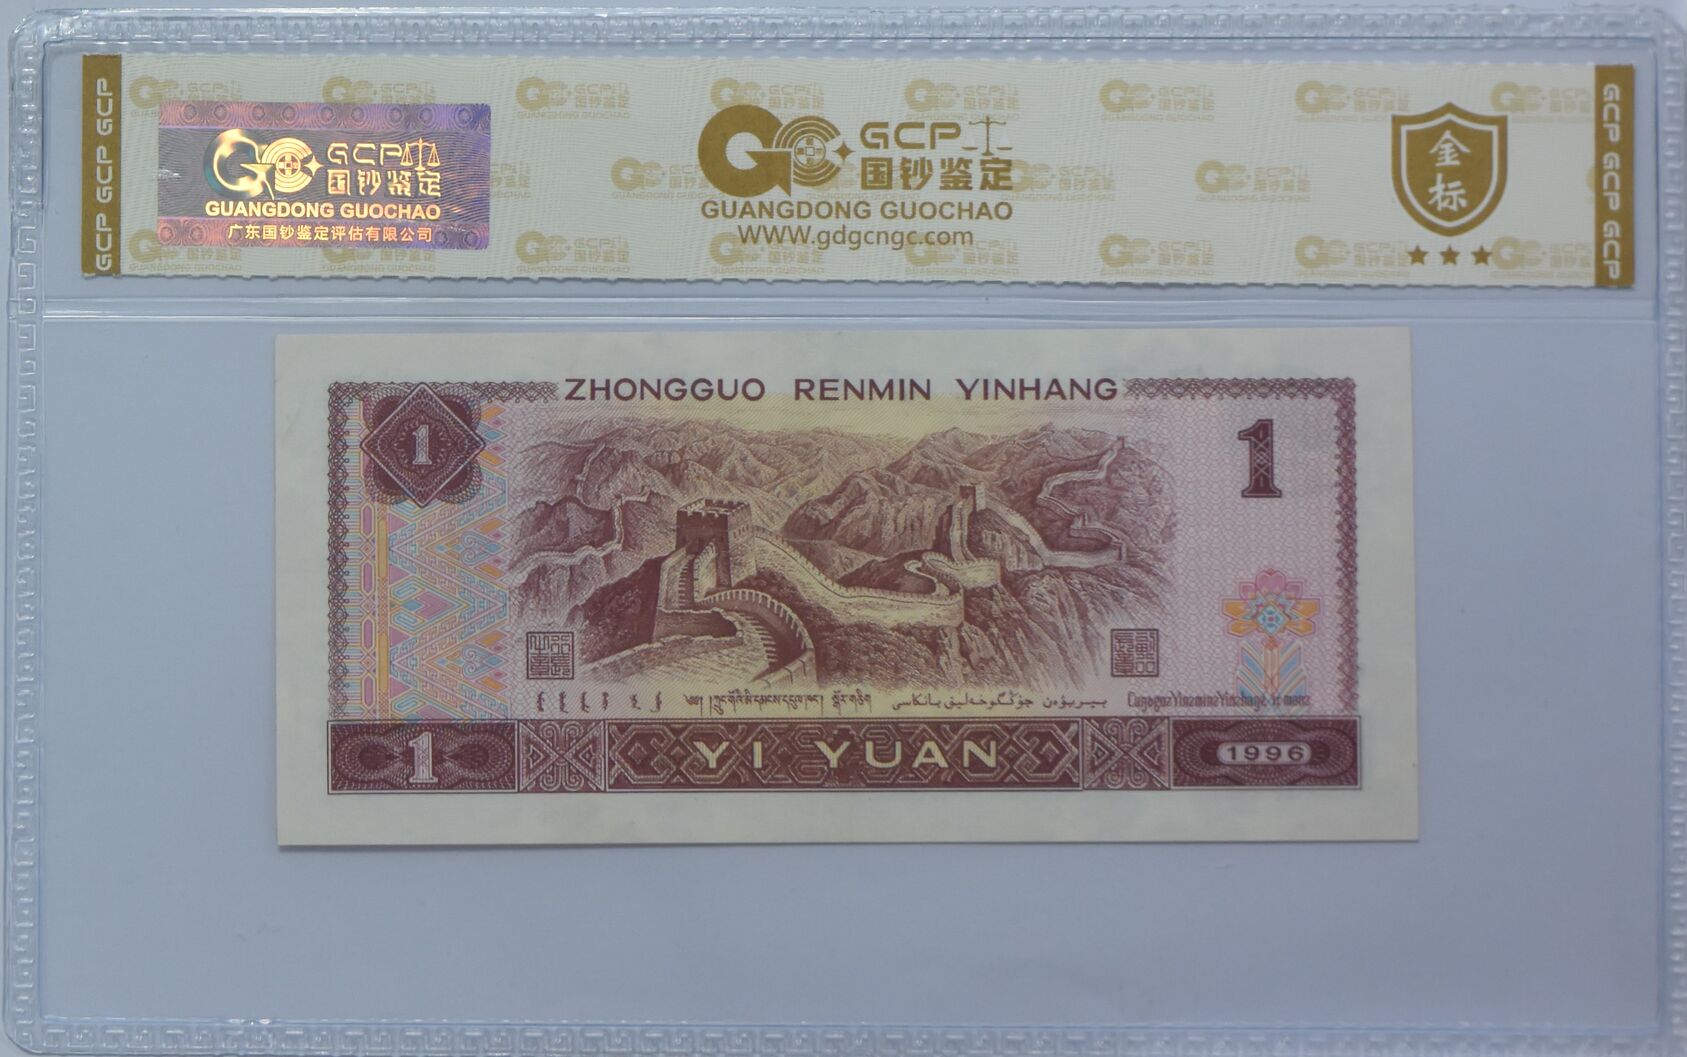 GCP GCP GCP
GCP
国钞鉴定
GUANGDONG GUOCHAO
广东国钞鉴定评估有限公司
GCP
国钞鉴定
GUANGDONG GUOCHAO
WWW.gdgcngc.com
金
标
GCP GCP GCP
ZHONGGUO RENMIN YINHANG
1
1
1
YI YUAN
1996